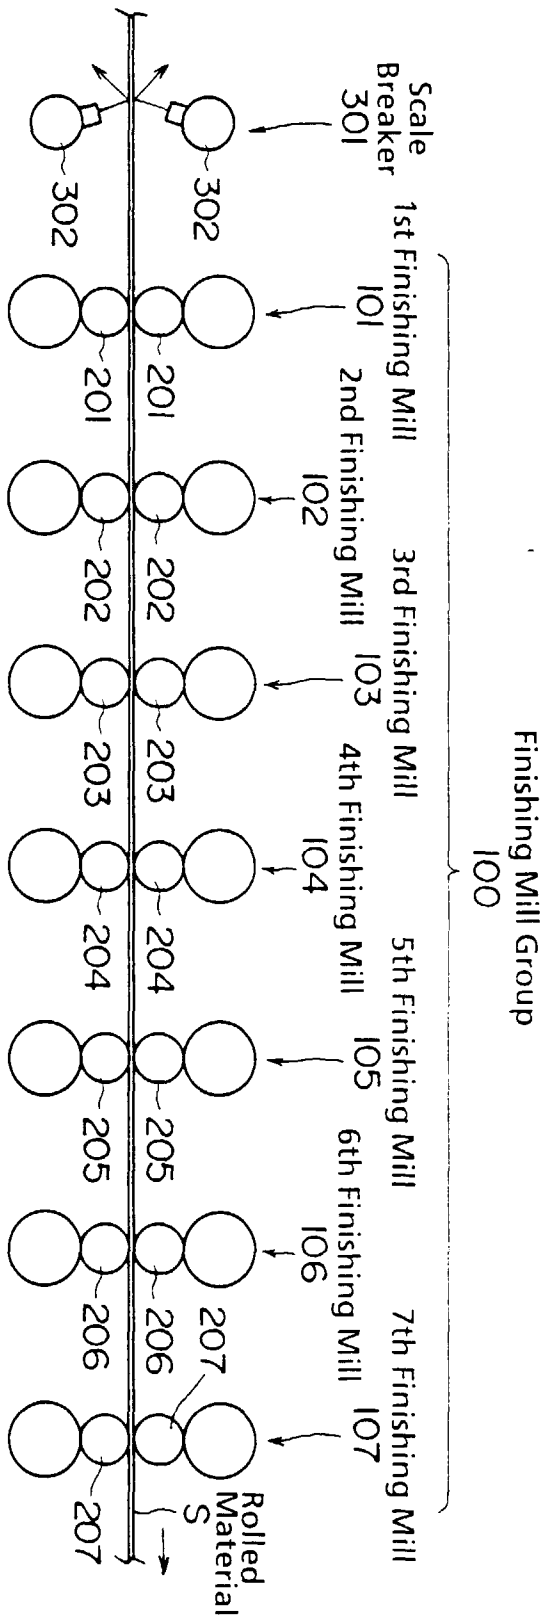 Finishing Mill Group
100
1st Finishing Mill
101
2nd Finishing Mill
102
3rd Finishing Mill
103
4th Finishing Mill
104
5th Finishing Mill
105
6th Finishing Mill
106
7th Finishing Mill
107
Scale
Breaker
301
302
302
201
201
202
202
203
203
204
204
205
205
206
206
207
207
Rolled
Material
S